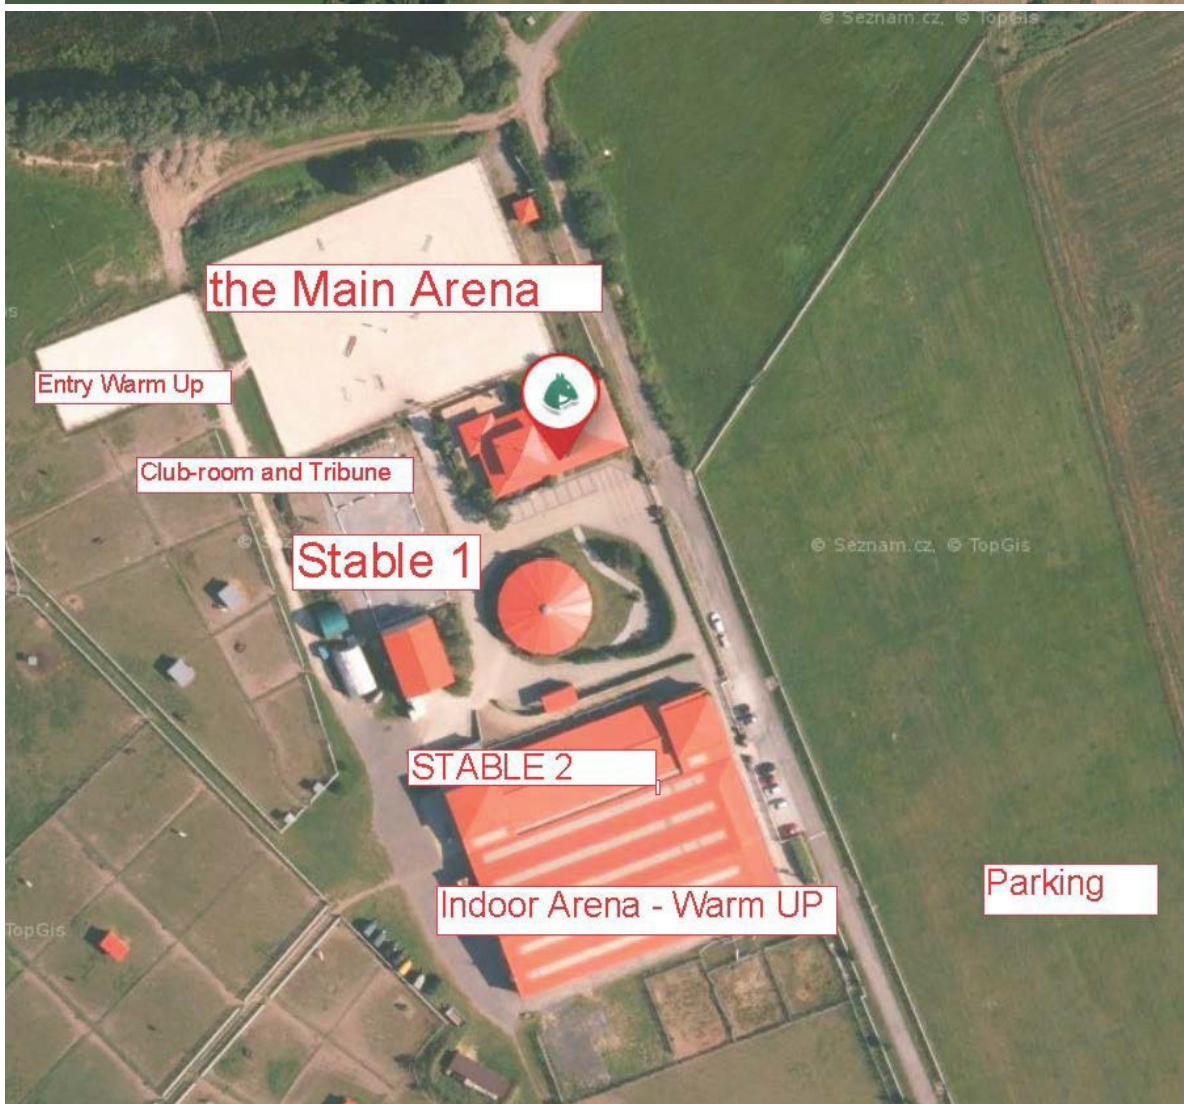 © Seznam.cz, © TopGis
the Main Arena
Entry Warm Up
Club-room and Tribune
© Seznam.cz, © TopGis
Stable 1
STABLE 2
Parking
Indoor Arena - Warm UP
TopGis